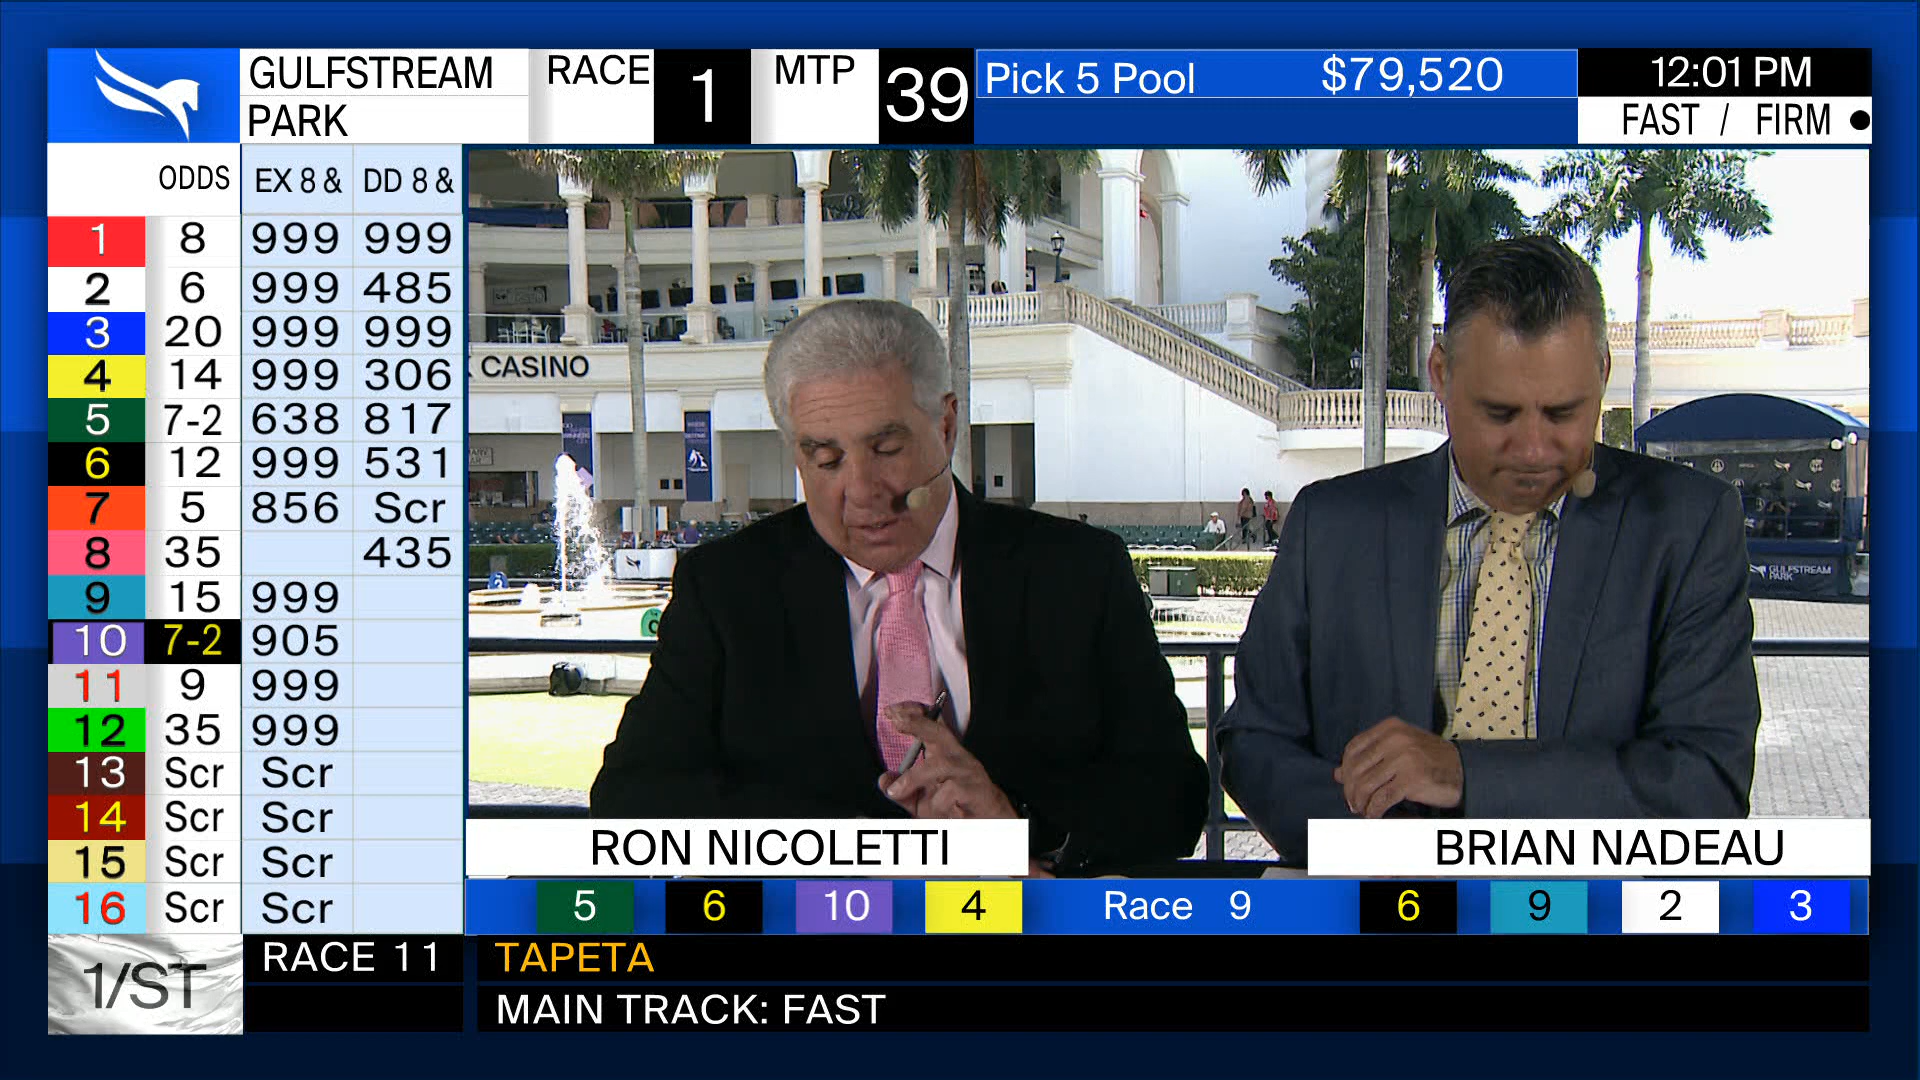 GULFSTREAM PARK
RACE 1
MTP 39
Pick 5 Pool $79,520
12:01 PM
FAST / FIRM
ODDS EX 8 & DD 8 &
1 8 999 999
2 6 999 485
3 20 999 999
4 14 999 306
5 7-2 638 817
6 12 999 531
7 5 856 Scr
8 35 435
9 15 999
10 7-2 905
11 9 999
12 35 999
13 Scr Scr
14 Scr Scr
15 Scr Scr
16 Scr Scr
CASINO
GULFSTREAM
PARK
RON NICOLETTI
BRIAN NADEAU
5 6 10 4 Race 9 6 9 2 3
1/ST
RACE 11
TAPETA
MAIN TRACK: FAST